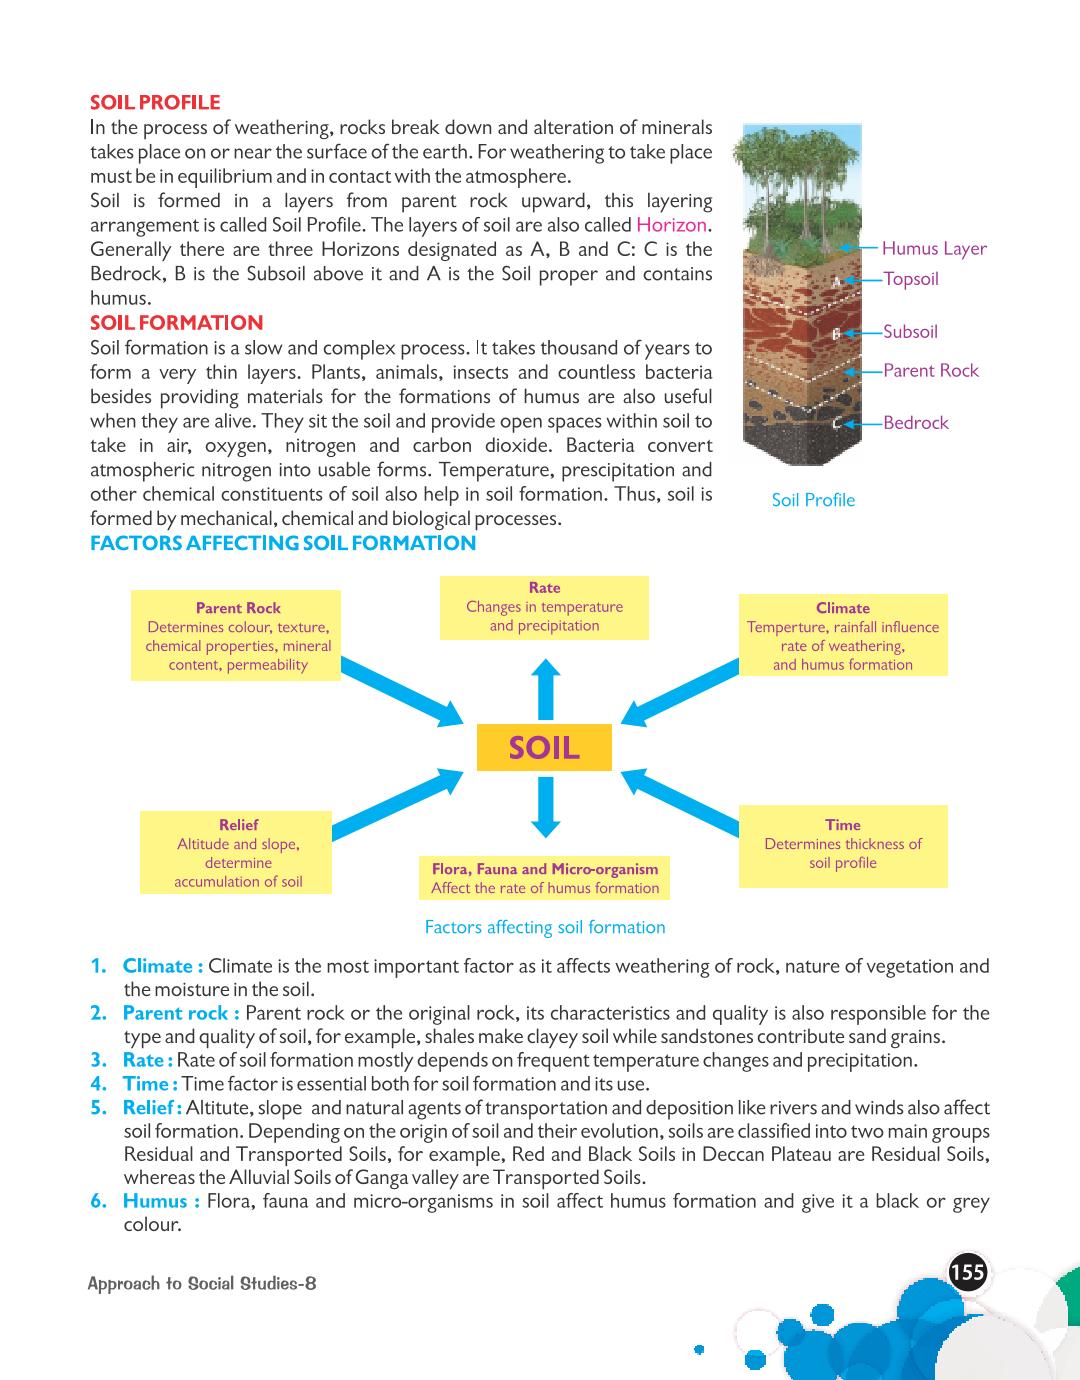 SOIL PROFILE
In the process of weathering, rocks break down and alteration of minerals
takes place on or near the surface of the earth. For weathering to take place
must be in equilibrium and in contact with the atmosphere.
Soil is formed in a layers from parent rock upward, this layering
arrangement is called Soil Profile. The layers of soil are also called Horizon.
Generally there are three Horizons designated as A, B and C: C is the
Bedrock, B is the Subsoil above it and A is the Soil proper and contains
humus.
Humus Layer
A
Topsoil
B
Subsoil
Parent Rock
C
Bedrock
Soil Profile
SOIL FORMATION
Soil formation is a slow and complex process. It takes thousand of years to
form a very thin layers. Plants, animals, insects and countless bacteria
besides providing materials for the formations of humus are also useful
when they are alive. They sit the soil and provide open spaces within soil to
take in air, oxygen, nitrogen and carbon dioxide. Bacteria convert
atmospheric nitrogen into usable forms. Temperature, prescipitation and
other chemical constituents of soil also help in soil formation. Thus, soil is
formed by mechanical, chemical and biological processes.
FACTORS AFFECTING SOIL FORMATION
Parent Rock
Determines colour, texture,
chemical properties, mineral
content, permeability
Rate
Changes in temperature
and precipitation
Climate
Temperture, rainfall influence
rate of weathering,
and humus formation
SOIL
Relief
Altitude and slope,
determine
accumulation of soil
Flora, Fauna and Micro-organism
Affect the rate of humus formation
Time
Determines thickness of
soil profile
Factors affecting soil formation
1. Climate : Climate is the most important factor as it affects weathering of rock, nature of vegetation and
the moisture in the soil.
2. Parent rock : Parent rock or the original rock, its characteristics and quality is also responsible for the
type and quality of soil, for example, shales make clayey soil while sandstones contribute sand grains.
3. Rate : Rate of soil formation mostly depends on frequent temperature changes and precipitation.
4. Time : Time factor is essential both for soil formation and its use.
5. Relief : Altitute, slope and natural agents of transportation and deposition like rivers and winds also affect
soil formation. Depending on the origin of soil and their evolution, soils are classified into two main groups
Residual and Transported Soils, for example, Red and Black Soils in Deccan Plateau are Residual Soils,
whereas the Alluvial Soils of Ganga valley are Transported Soils.
6. Humus : Flora, fauna and micro-organisms in soil affect humus formation and give it a black or grey
colour.
Approach to Social Studies-8
155